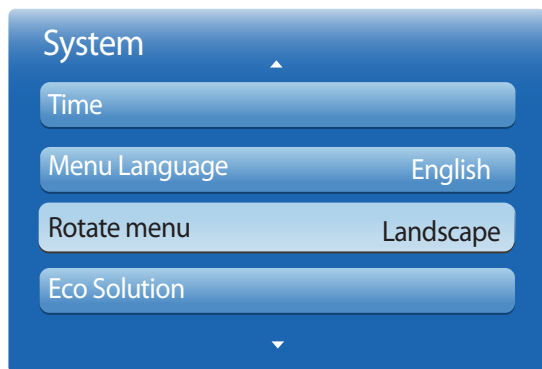 System
Time
Menu Language English
Rotate menu Landscape
Eco Solution